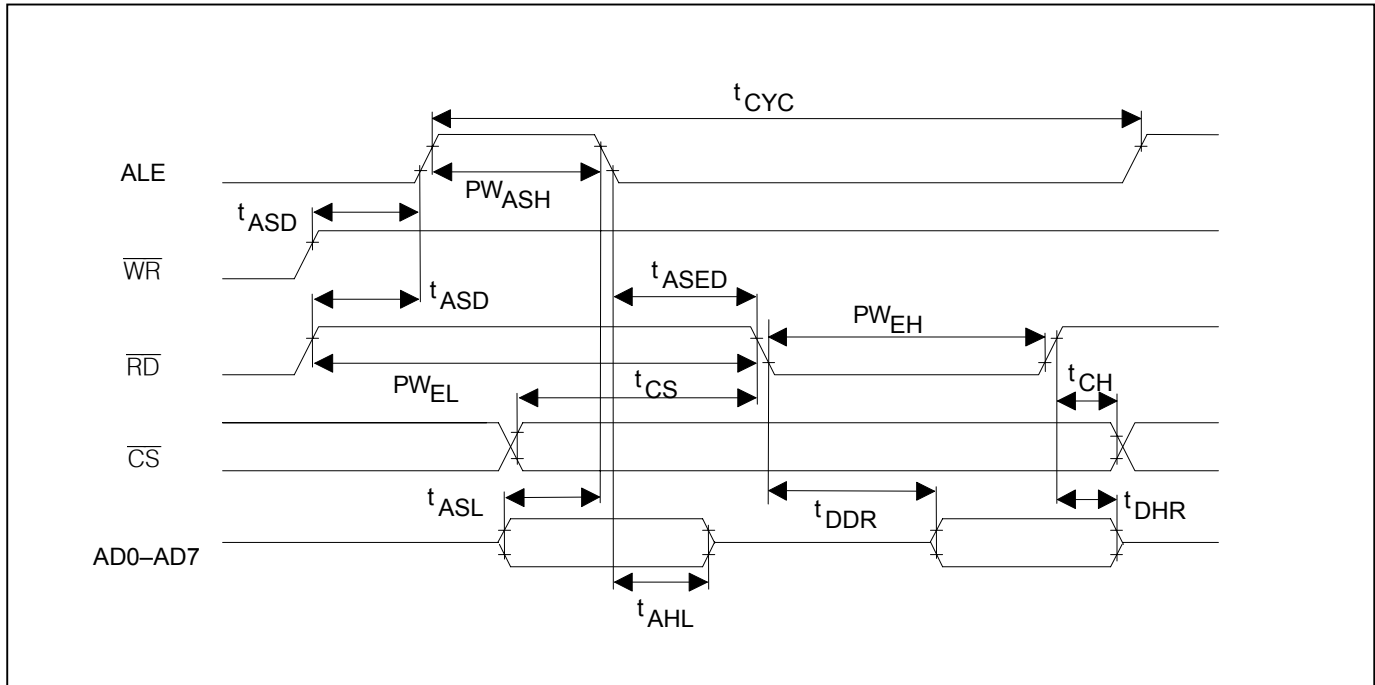 tCYC
ALE
PWASH
tASD
WR
tASED
tASD
PWEH
RD
PWEL
tCS
tCH
CS
tASL
tDDR
tDHR
AD0–AD7
tAHL